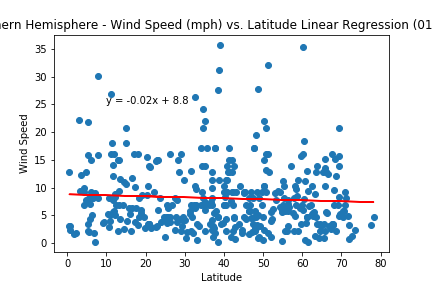 ern Hemisphere - Wind Speed (mph) vs. Latitude Linear Regression (01
35
30
25
20
15
10
5
0
Wind Speed
y = -0.02x + 8.8
0 10 20 30 40 50 60 70 80
Latitude